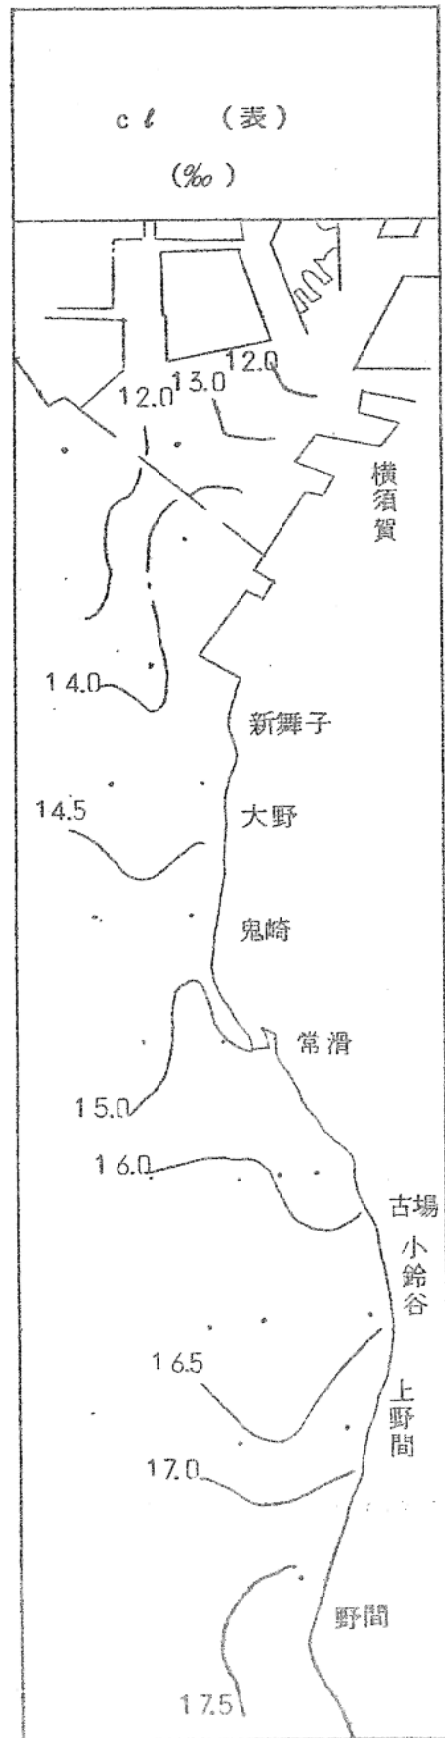 cℓ (表)
(‰)
12.0
13.0
12.0
横須賀
14.0
新舞子
14.5
大野
鬼崎
常滑
15.0
16.0
古場
小鈴谷
16.5
上野間
17.0
野間
17.5